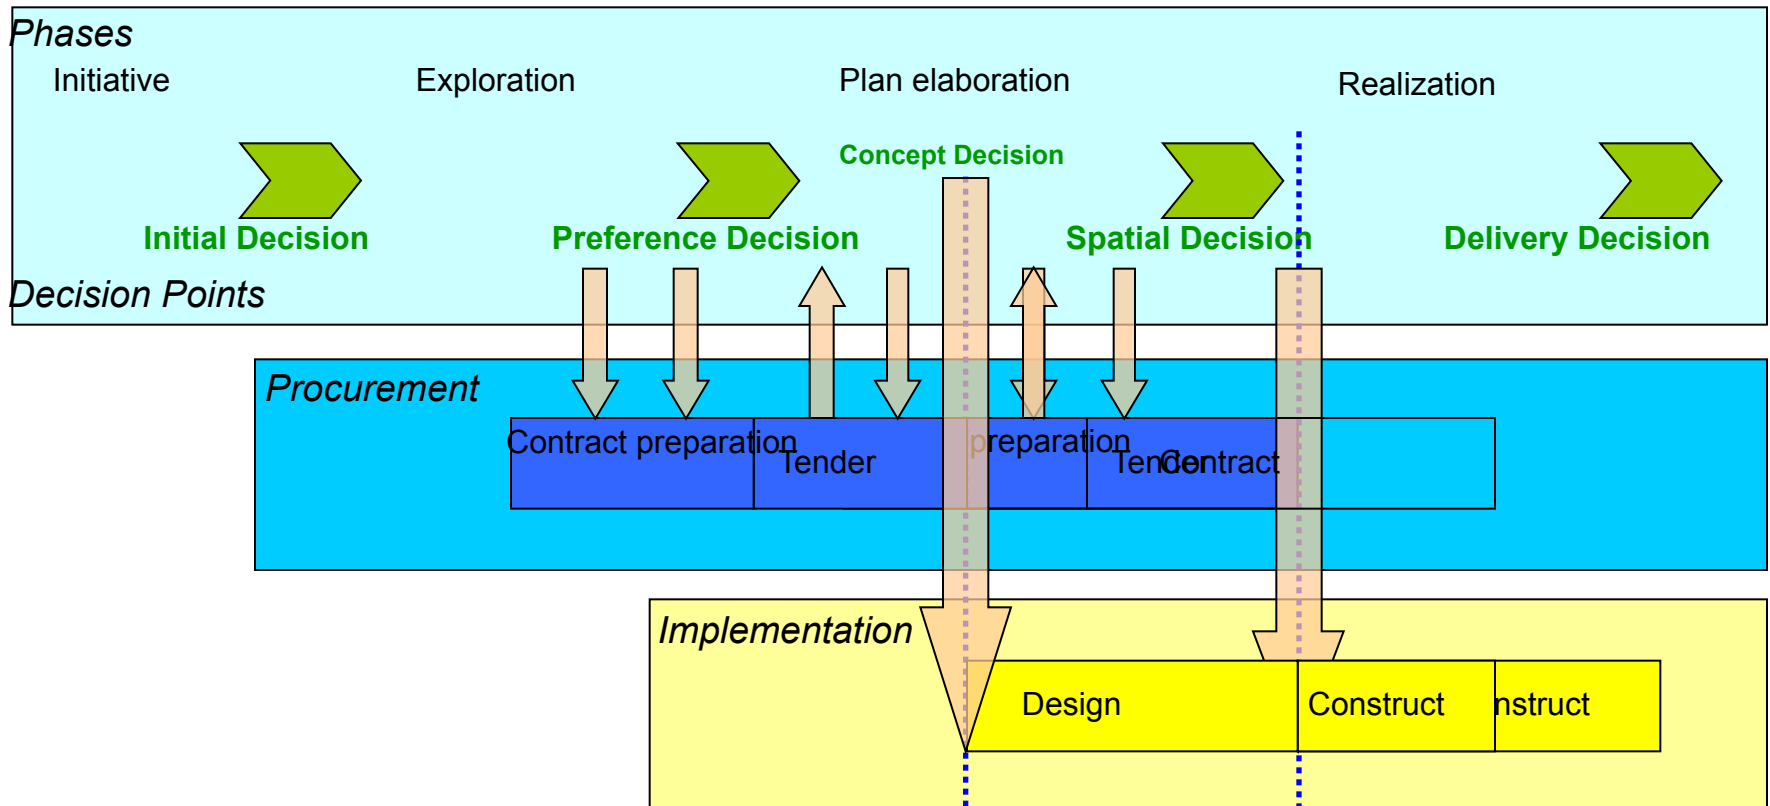 Phases
Initiative
Exploration
Plan elaboration
Realization
Concept Decision
Initial Decision
Preference Decision
Spatial Decision
Delivery Decision
Decision Points
Procurement
Contract preparation
Tender
preparation
Tender
Contract
Implementation
Design
Construct
nstruct